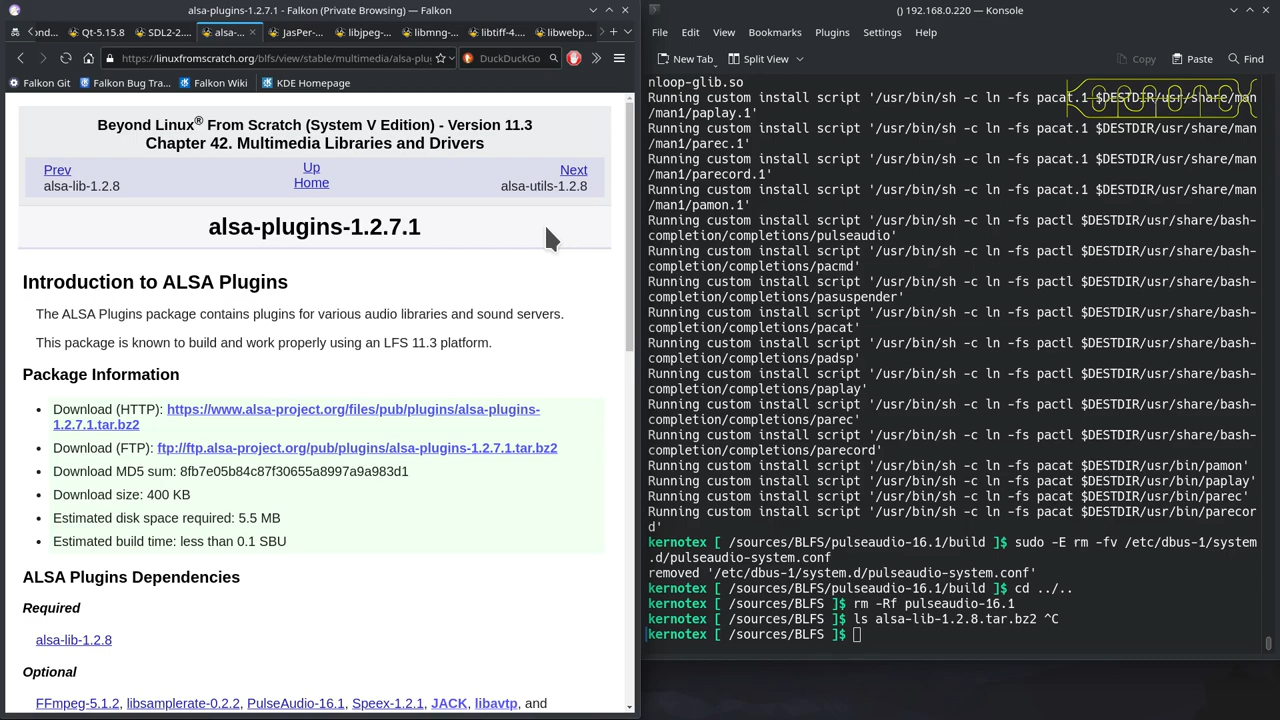 alsa-plugins-1.2.7.1 - Falkon (Private Browsing) — Falkon
ond...
Qt-5.15.8
SDL2-2....
alsa-...
JasPer-...
libjpeg-...
libmng-...
libtiff-4....
libwebp...
https://linuxfromscratch.org/blfs/view/stable/multimedia/alsa-plug
DuckDuckGo
Falkon Git
Falkon Bug Tra...
Falkon Wiki
KDE Homepage
Beyond Linux® From Scratch (System V Edition) - Version 11.3
Chapter 42. Multimedia Libraries and Drivers
Prev
Up
Next
alsa-lib-1.2.8
Home
alsa-utils-1.2.8
alsa-plugins-1.2.7.1
Introduction to ALSA Plugins
The ALSA Plugins package contains plugins for various audio libraries and sound servers.
This package is known to build and work properly using an LFS 11.3 platform.
Package Information
• Download (HTTP): https://www.alsa-project.org/files/pub/plugins/alsa-plugins-
1.2.7.1.tar.bz2
• Download (FTP): ftp://ftp.alsa-project.org/pub/plugins/alsa-plugins-1.2.7.1.tar.bz2
• Download MD5 sum: 8fb7e05b84c87f30655a8997a9a983d1
• Download size: 400 KB
• Estimated disk space required: 5.5 MB
• Estimated build time: less than 0.1 SBU
ALSA Plugins Dependencies
Required
alsa-lib-1.2.8
Optional
FFmpeg-5.1.2, libsamplerate-0.2.2, PulseAudio-16.1, Speex-1.2.1, JACK, libavtp, and
() 192.168.0.220 — Konsole
File Edit View Bookmarks Plugins Settings Help
New Tab
Split View
Copy
Paste
Find
nloop-glib.so
Running custom install script '/usr/bin/sh -c ln -fs pacat.1 $DESTDIR/usr/share/man
/man1/paplay.1'
Running custom install script '/usr/bin/sh -c ln -fs pacat.1 $DESTDIR/usr/share/man
/man1/parec.1'
Running custom install script '/usr/bin/sh -c ln -fs pacat.1 $DESTDIR/usr/share/man
/man1/parecord.1'
Running custom install script '/usr/bin/sh -c ln -fs pacat.1 $DESTDIR/usr/share/man
/man1/pamon.1'
Running custom install script '/usr/bin/sh -c ln -fs pactl $DESTDIR/usr/share/bash-
completion/completions/pulseaudio'
Running custom install script '/usr/bin/sh -c ln -fs pactl $DESTDIR/usr/share/bash-
completion/completions/pacmd'
Running custom install script '/usr/bin/sh -c ln -fs pactl $DESTDIR/usr/share/bash-
completion/completions/pasuspender'
Running custom install script '/usr/bin/sh -c ln -fs pactl $DESTDIR/usr/share/bash-
completion/completions/pacat'
Running custom install script '/usr/bin/sh -c ln -fs pactl $DESTDIR/usr/share/bash-
completion/completions/padsp'
Running custom install script '/usr/bin/sh -c ln -fs pactl $DESTDIR/usr/share/bash-
completion/completions/paplay'
Running custom install script '/usr/bin/sh -c ln -fs pactl $DESTDIR/usr/share/bash-
completion/completions/parec'
Running custom install script '/usr/bin/sh -c ln -fs pactl $DESTDIR/usr/share/bash-
completion/completions/parecord'
Running custom install script '/usr/bin/sh -c ln -fs pacat $DESTDIR/usr/bin/pamon'
Running custom install script '/usr/bin/sh -c ln -fs pacat $DESTDIR/usr/bin/paplay'
Running custom install script '/usr/bin/sh -c ln -fs pacat $DESTDIR/usr/bin/parec'
Running custom install script '/usr/bin/sh -c ln -fs pacat $DESTDIR/usr/bin/parecor
d'
kernotex [ /sources/BLFS/pulseaudio-16.1/build ]$ sudo -E rm -fv /etc/dbus-1/system
.d/pulseaudio-system.conf
removed '/etc/dbus-1/system.d/pulseaudio-system.conf'
kernotex [ /sources/BLFS/pulseaudio-16.1/build ]$ cd ../..
kernotex [ /sources/BLFS ]$ rm -Rf pulseaudio-16.1
kernotex [ /sources/BLFS ]$ ls alsa-lib-1.2.8.tar.bz2 ^C
kernotex [ /sources/BLFS ]$